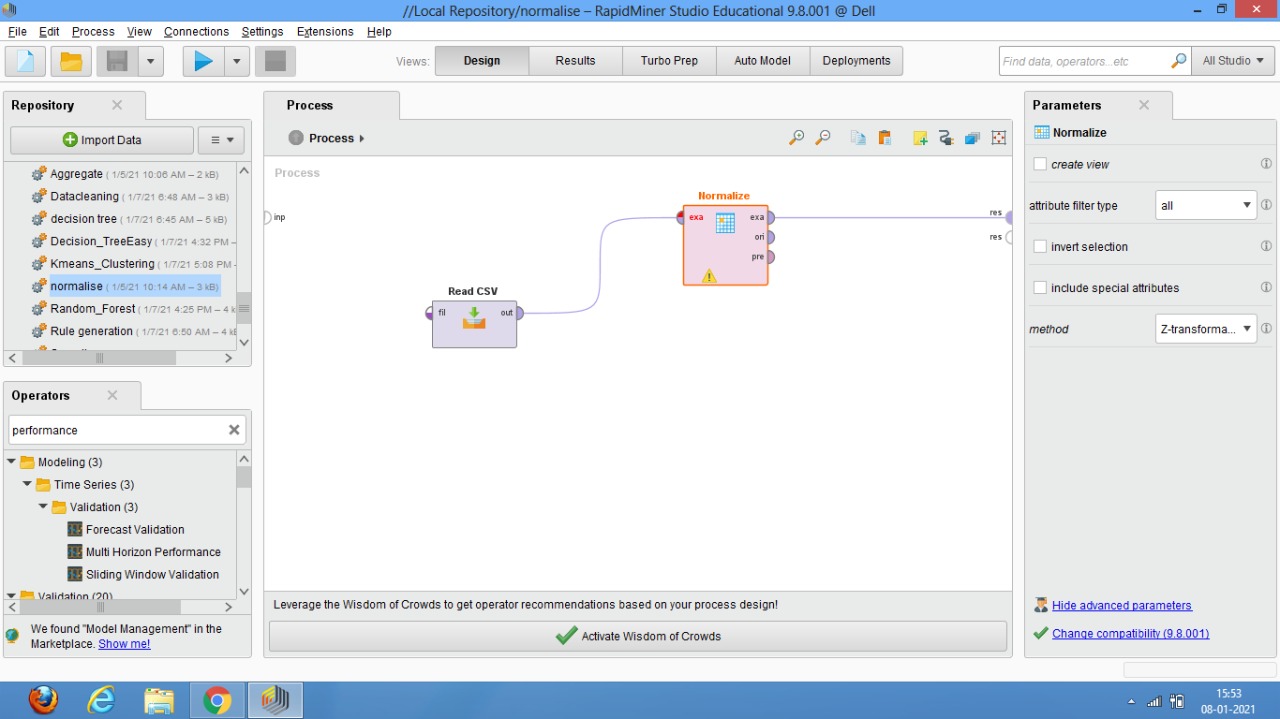 //Local Repository/normalise – RapidMiner Studio Educational 9.8.001 @ Dell
File Edit Process View Connections Settings Extensions Help
Views: Design Results Turbo Prep Auto Model Deployments Find data, operators...etc All Studio
Repository
Import Data
Aggregate ( 1/5/21 10:06 AM – 2 kB)
Datacleaning ( 1/7/21 6:48 AM – 3 kB)
decision tree ( 1/7/21 6:45 AM – 5 kB)
Decision_TreeEasy ( 1/7/21 4:32 PM –
Kmeans_Clustering ( 1/7/21 5:08 PM -
normalise ( 1/5/21 10:14 AM – 3 kB)
Random_Forest ( 1/7/21 4:25 PM – 4 k
Rule generation ( 1/7/21 6:50 AM – 4 kB
Operators
performance
Modeling (3)
Time Series (3)
Validation (3)
Forecast Validation
Multi Horizon Performance
Sliding Window Validation
Validation (20)
We found "Model Management" in the
Marketplace. Show me!
Process
Process
Process
inp
Read CSV
fil out
Normalize
exa exa
ori
pre
res
res
Leverage the Wisdom of Crowds to get operator recommendations based on your process design!
Activate Wisdom of Crowds
Parameters
Normalize
create view
attribute filter type all
invert selection
include special attributes
method Z-transforma...
Hide advanced parameters
Change compatibility (9.8.001)
15:53
08-01-2021